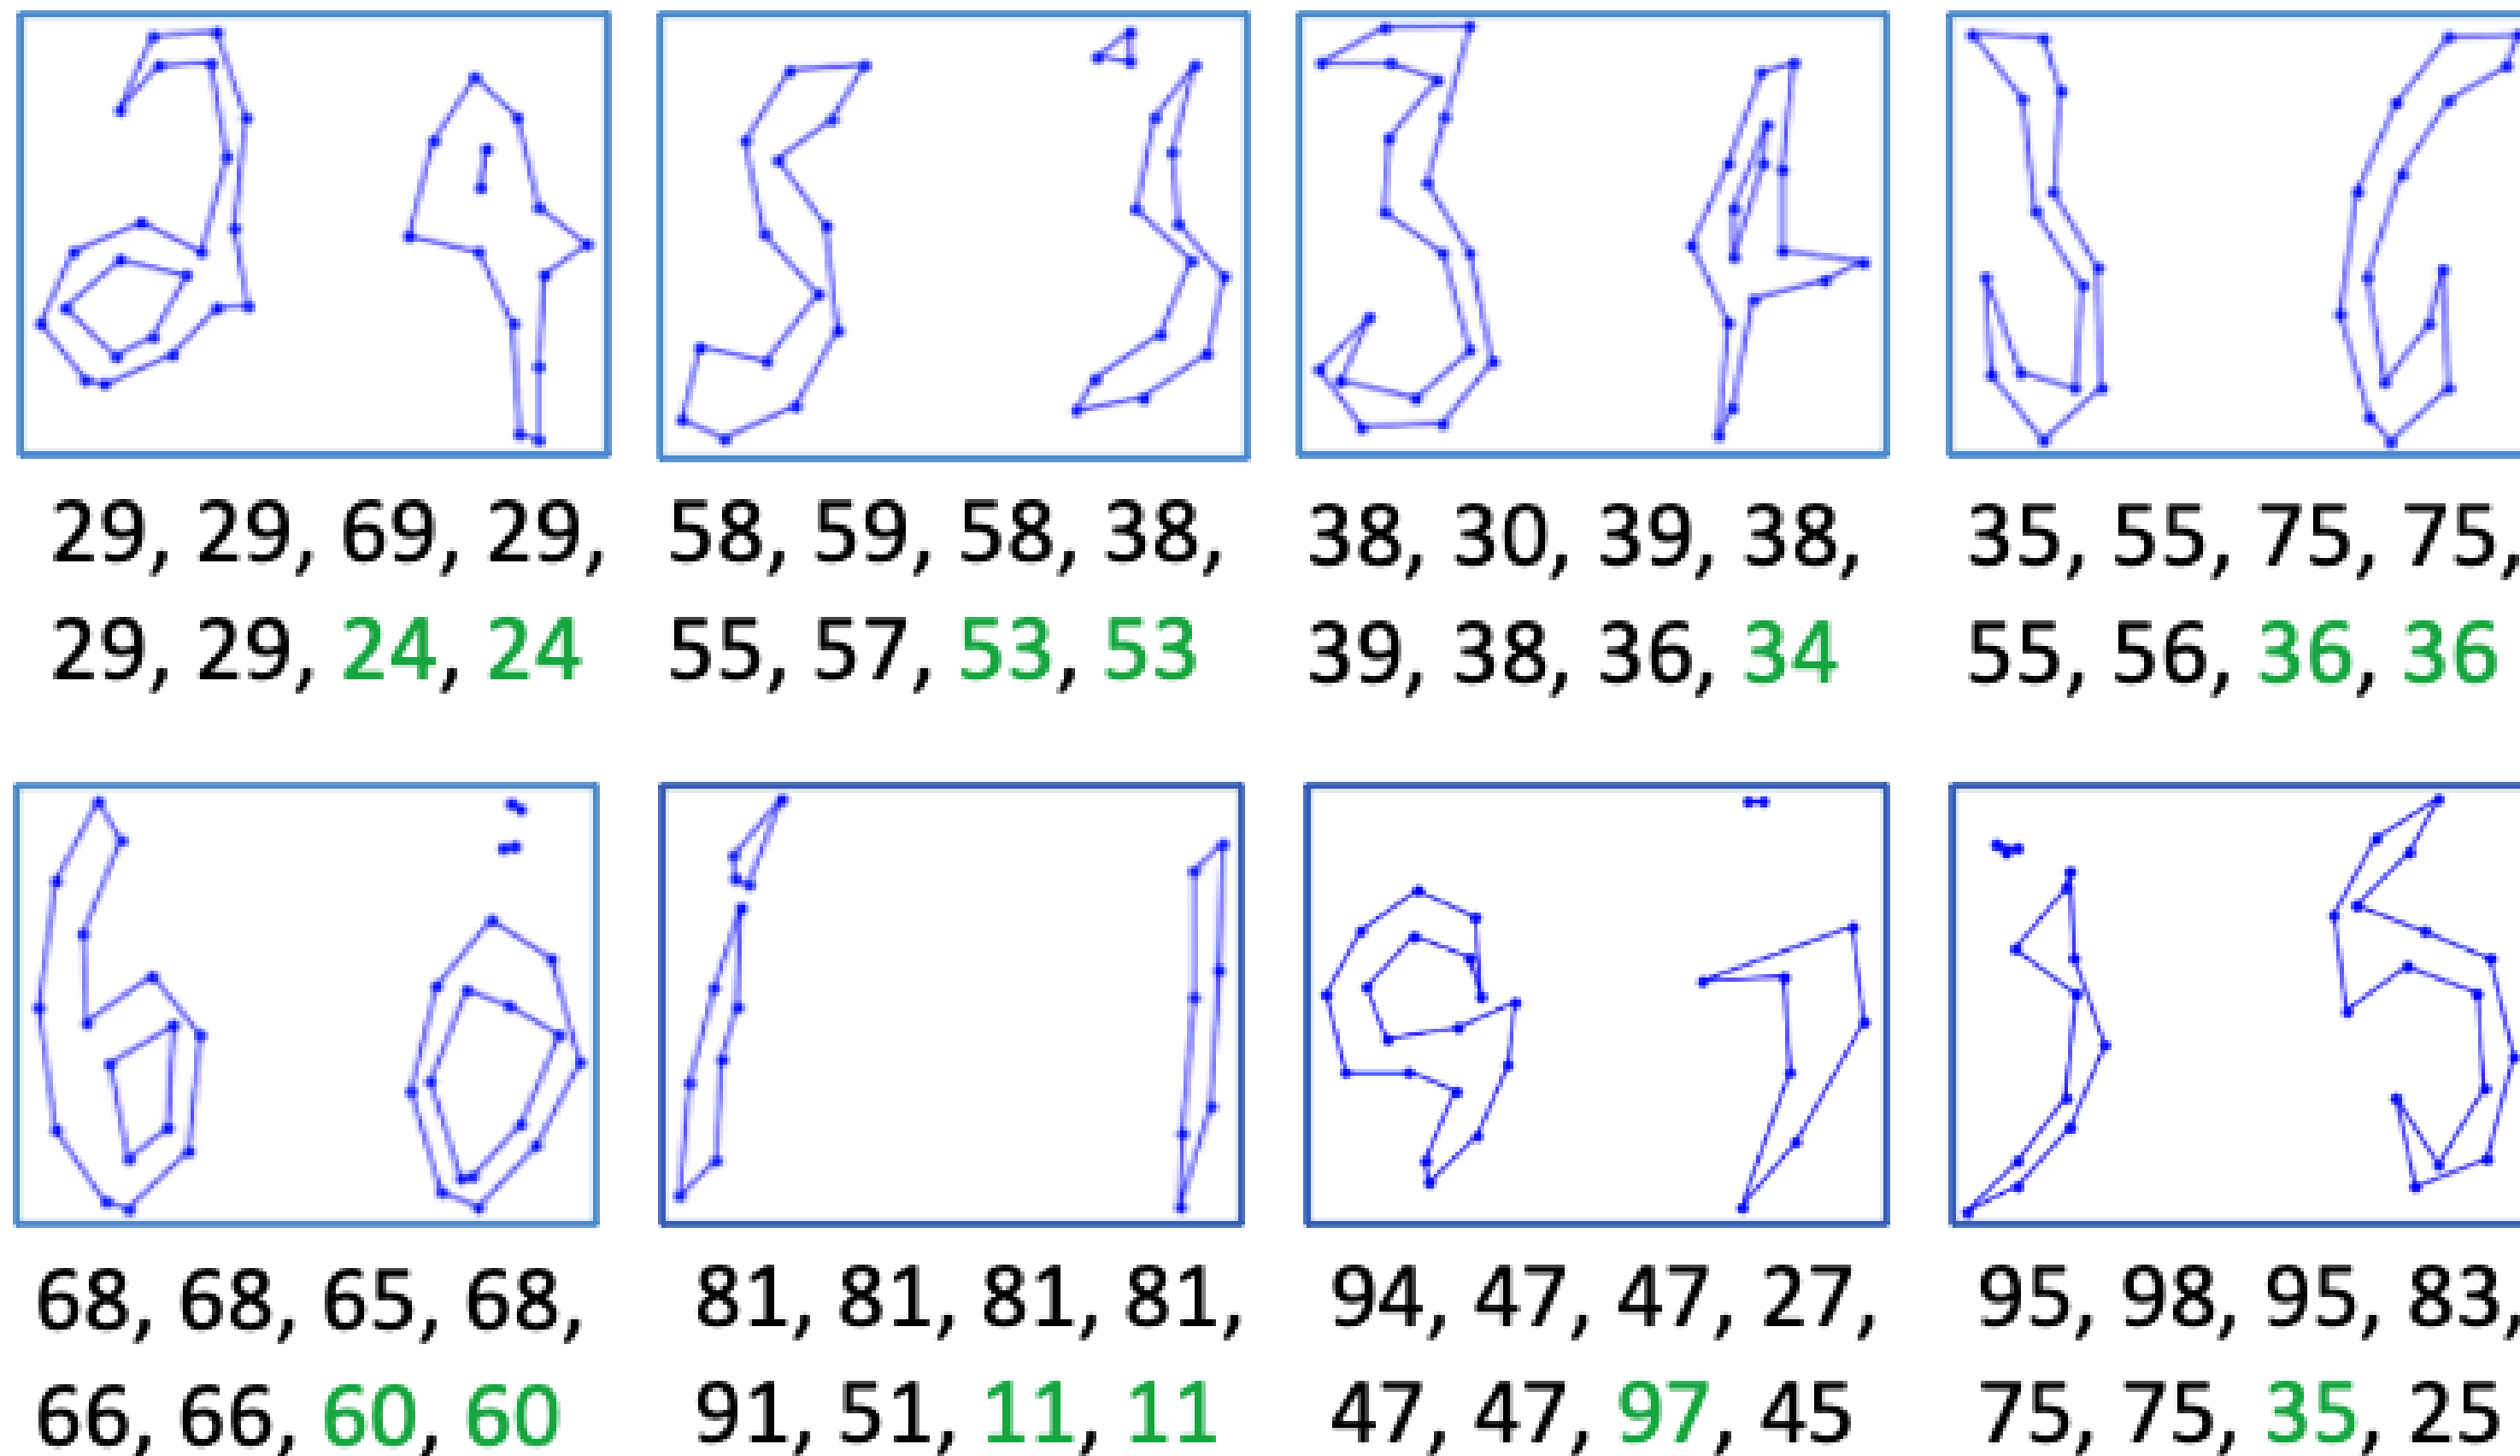 29, 29, 69, 29,
29, 29, 24, 24
58, 59, 58, 38,
55, 57, 53, 53
38, 30, 39, 38,
39, 38, 36, 34
35, 55, 75, 75,
55, 56, 36, 36
68, 68, 65, 68,
66, 66, 60, 60
81, 81, 81, 81,
91, 51, 11, 11
94, 47, 47, 27,
47, 47, 97, 45
95, 98, 95, 83,
75, 75, 35, 25